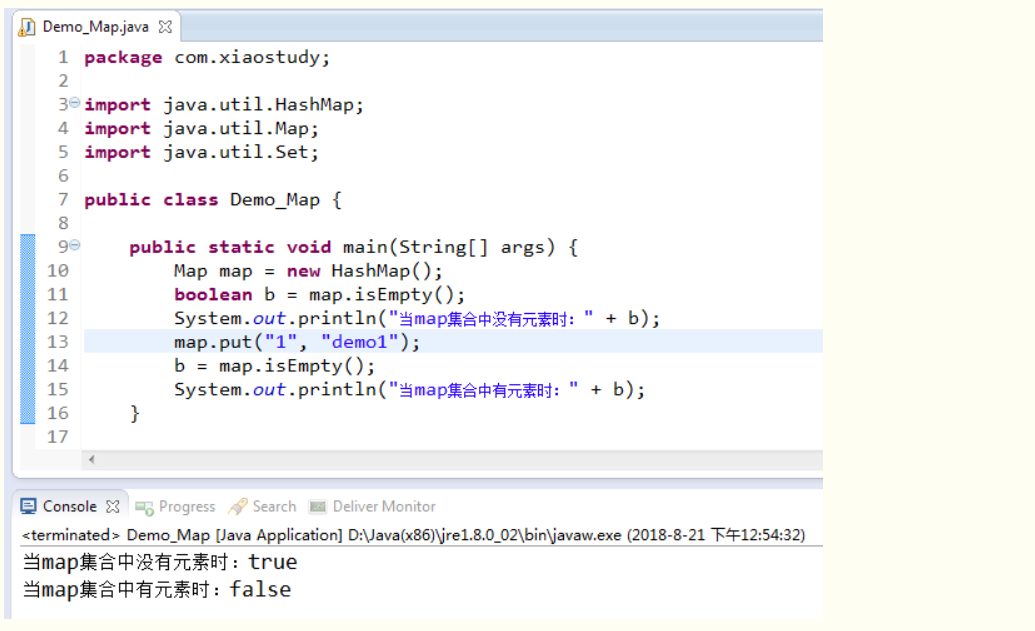 Demo_Map.java
1 package com.xiaostudy;
2
3 import java.util.HashMap;
4 import java.util.Map;
5 import java.util.Set;
6
7 public class Demo_Map {
8
9 public static void main(String[] args) {
10 Map map = new HashMap();
11 boolean b = map.isEmpty();
12 System.out.println("当map集合中没有元素时：" + b);
13 map.put("1", "demo1");
14 b = map.isEmpty();
15 System.out.println("当map集合中有元素时：" + b);
16 }
17
Console Progress Search Deliver Monitor
<terminated> Demo_Map [Java Application] D:\Java(x86)\jre1.8.0_02\bin\javaw.exe (2018-8-21 下午12:54:32)
当map集合中没有元素时：true
当map集合中有元素时：false